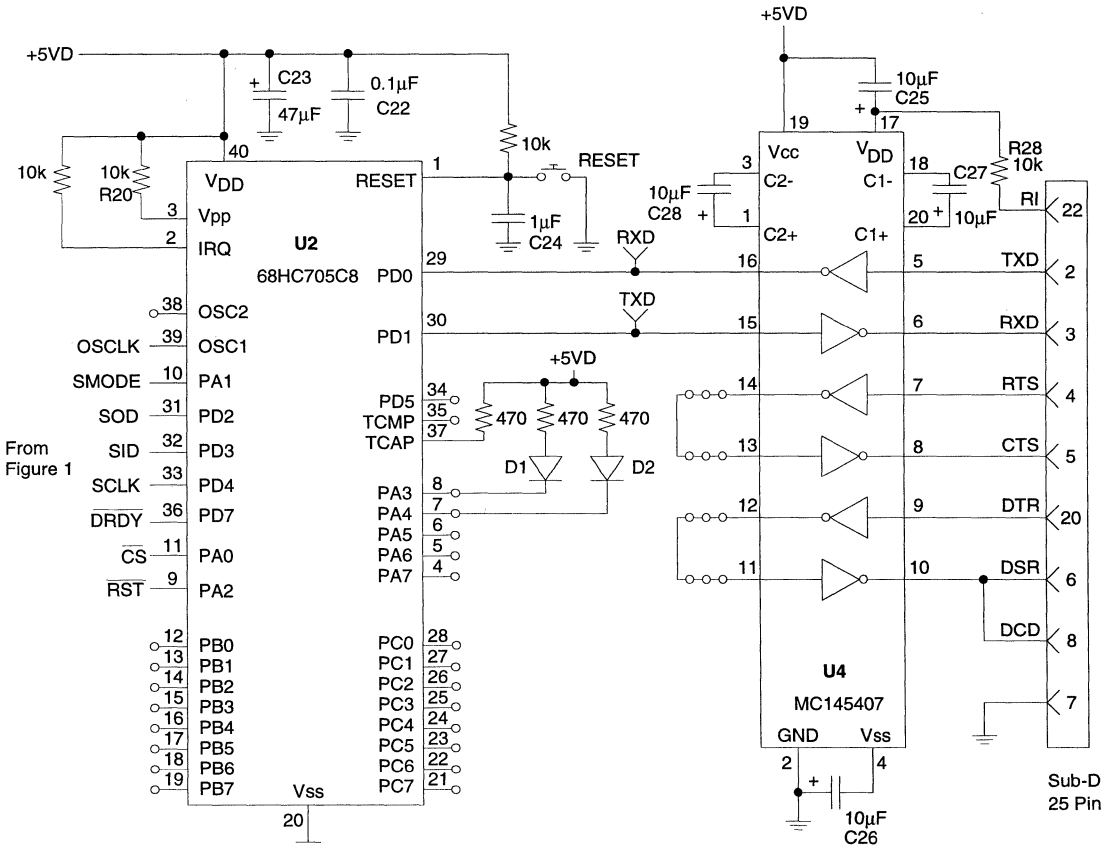 +5VD
+5VD
C23
+
47µF
0.1µF
C22
10µF
C25
+
10k
10k
R20
10k
40
1
RESET
RESET
VDD
3
Vpp
2
IRQ
U2
68HC705C8
1µF
C24
19
17
Vcc
VDD
3
C2-
18
C1-
C27
R28
10k
10µF
C28
+
1
C2+
20
C1+
+
10µF
RI
22
RXD
29
PD0
16
5
TXD
2
TXD
30
PD1
15
6
RXD
3
38
OSC2
OSCLK
39
OSC1
SMODE
10
PA1
SOD
31
PD2
From
Figure 1
SID
32
PD3
SCLK
33
PD4
DRDY
36
PD7
CS
11
PA0
RST
9
PA2
+5VD
34
PD5
35
TCMP
37
TCAP
470
470
470
D1
D2
8
PA3
7
PA4
6
PA5
5
PA6
4
PA7
14
7
RTS
4
13
8
CTS
5
12
9
DTR
20
11
10
DSR
6
DCD
8
7
12
PB0
13
PB1
14
PB2
15
PB3
16
PB4
17
PB5
18
PB6
19
PB7
PC0
28
PC1
27
PC2
26
PC3
25
PC4
24
PC5
23
PC6
22
PC7
21
Vss
20
U4
MC145407
GND
Vss
2
4
+
10µF
C26
Sub-D
25 Pin